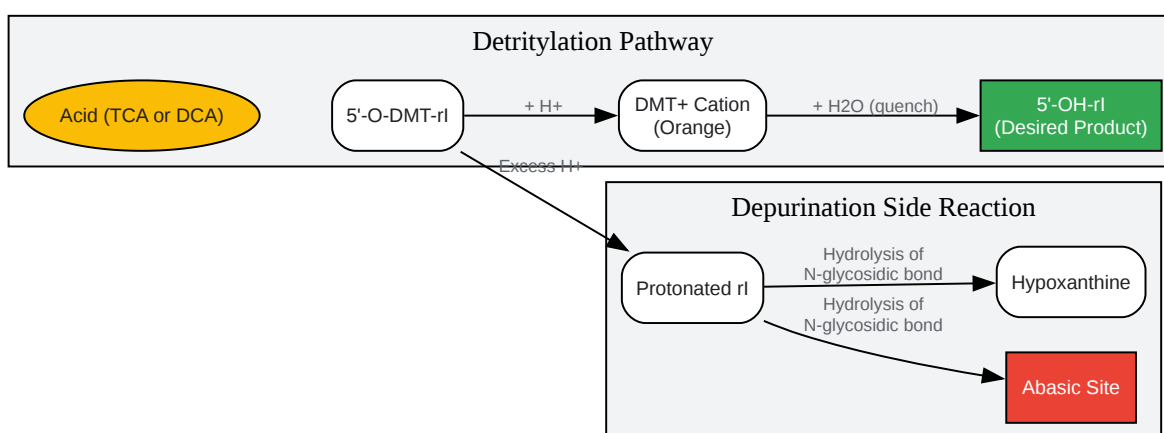 Detritylation Pathway
Acid (TCA or DCA)
5'-O-DMT-rI
+ H+
DMT+ Cation
(Orange)
+ H2O (quench)
5'-OH-rI
(Desired Product)
Excess H+
Depurination Side Reaction
Protonated rI
Hydrolysis of
N-glycosidic bond
Hypoxanthine
Hydrolysis of
N-glycosidic bond
Abasic Site